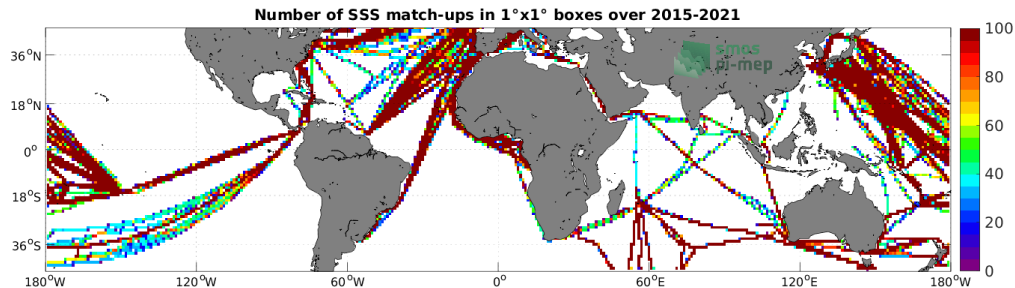 Number of SSS match-ups in 1°x1° boxes over 2015-2021
smos
pi-mep
36°N
18°N
0°
18°S
36°S
180°W
120°W
60°W
0°
60°E
120°E
180°W
100
80
60
40
20
0